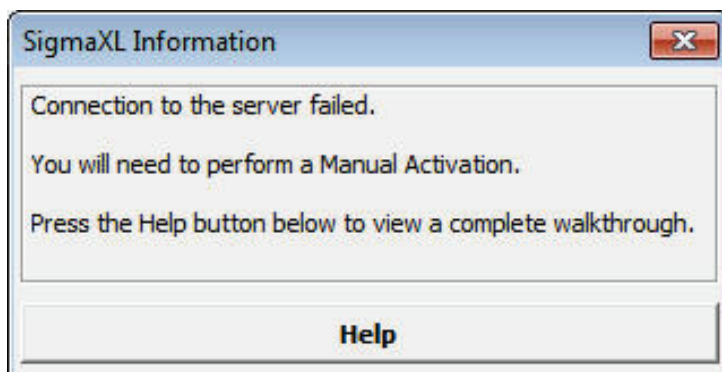 SigmaXL Information
Connection to the server failed.
You will need to perform a Manual Activation.
Press the Help button below to view a complete walkthrough.
Help